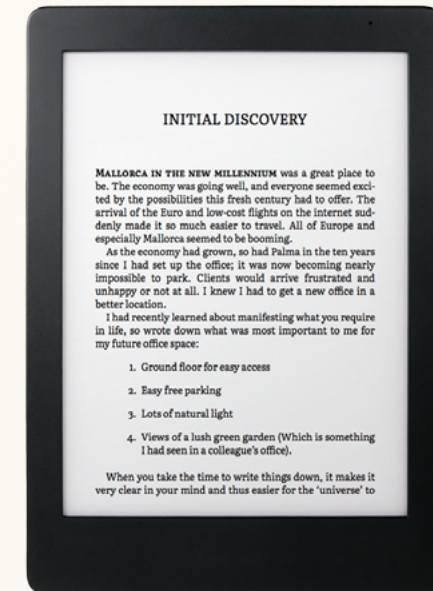 INITIAL DISCOVERY
MALLORCA IN THE NEW MILLENNIUM was a great place to
be. The economy was going well, and everyone seemed exci-
ted by the possibilities this fresh century had to offer. The
arrival of the Euro and low-cost flights on the internet sud-
denly made it so much easier to travel. All of Europe and
especially Mallorca seemed to be booming.
As the economy had grown, so had Palma in the ten years
since I had set up the office; it was now becoming nearly
impossible to park. Clients would arrive frustrated and
unhappy or not at all. I knew I had to get a new office in a
better location.
I had recently learned about manifesting what you require
in life, so wrote down what was most important to me for
my future office space:
1. Ground floor for easy access
2. Easy free parking
3. Lots of natural light
4. Views of a lush green garden (Which is something
I had seen in a colleague's office).
When you take the time to write things down, it makes it
very clear in your mind and thus easier for the ‘universe’ to